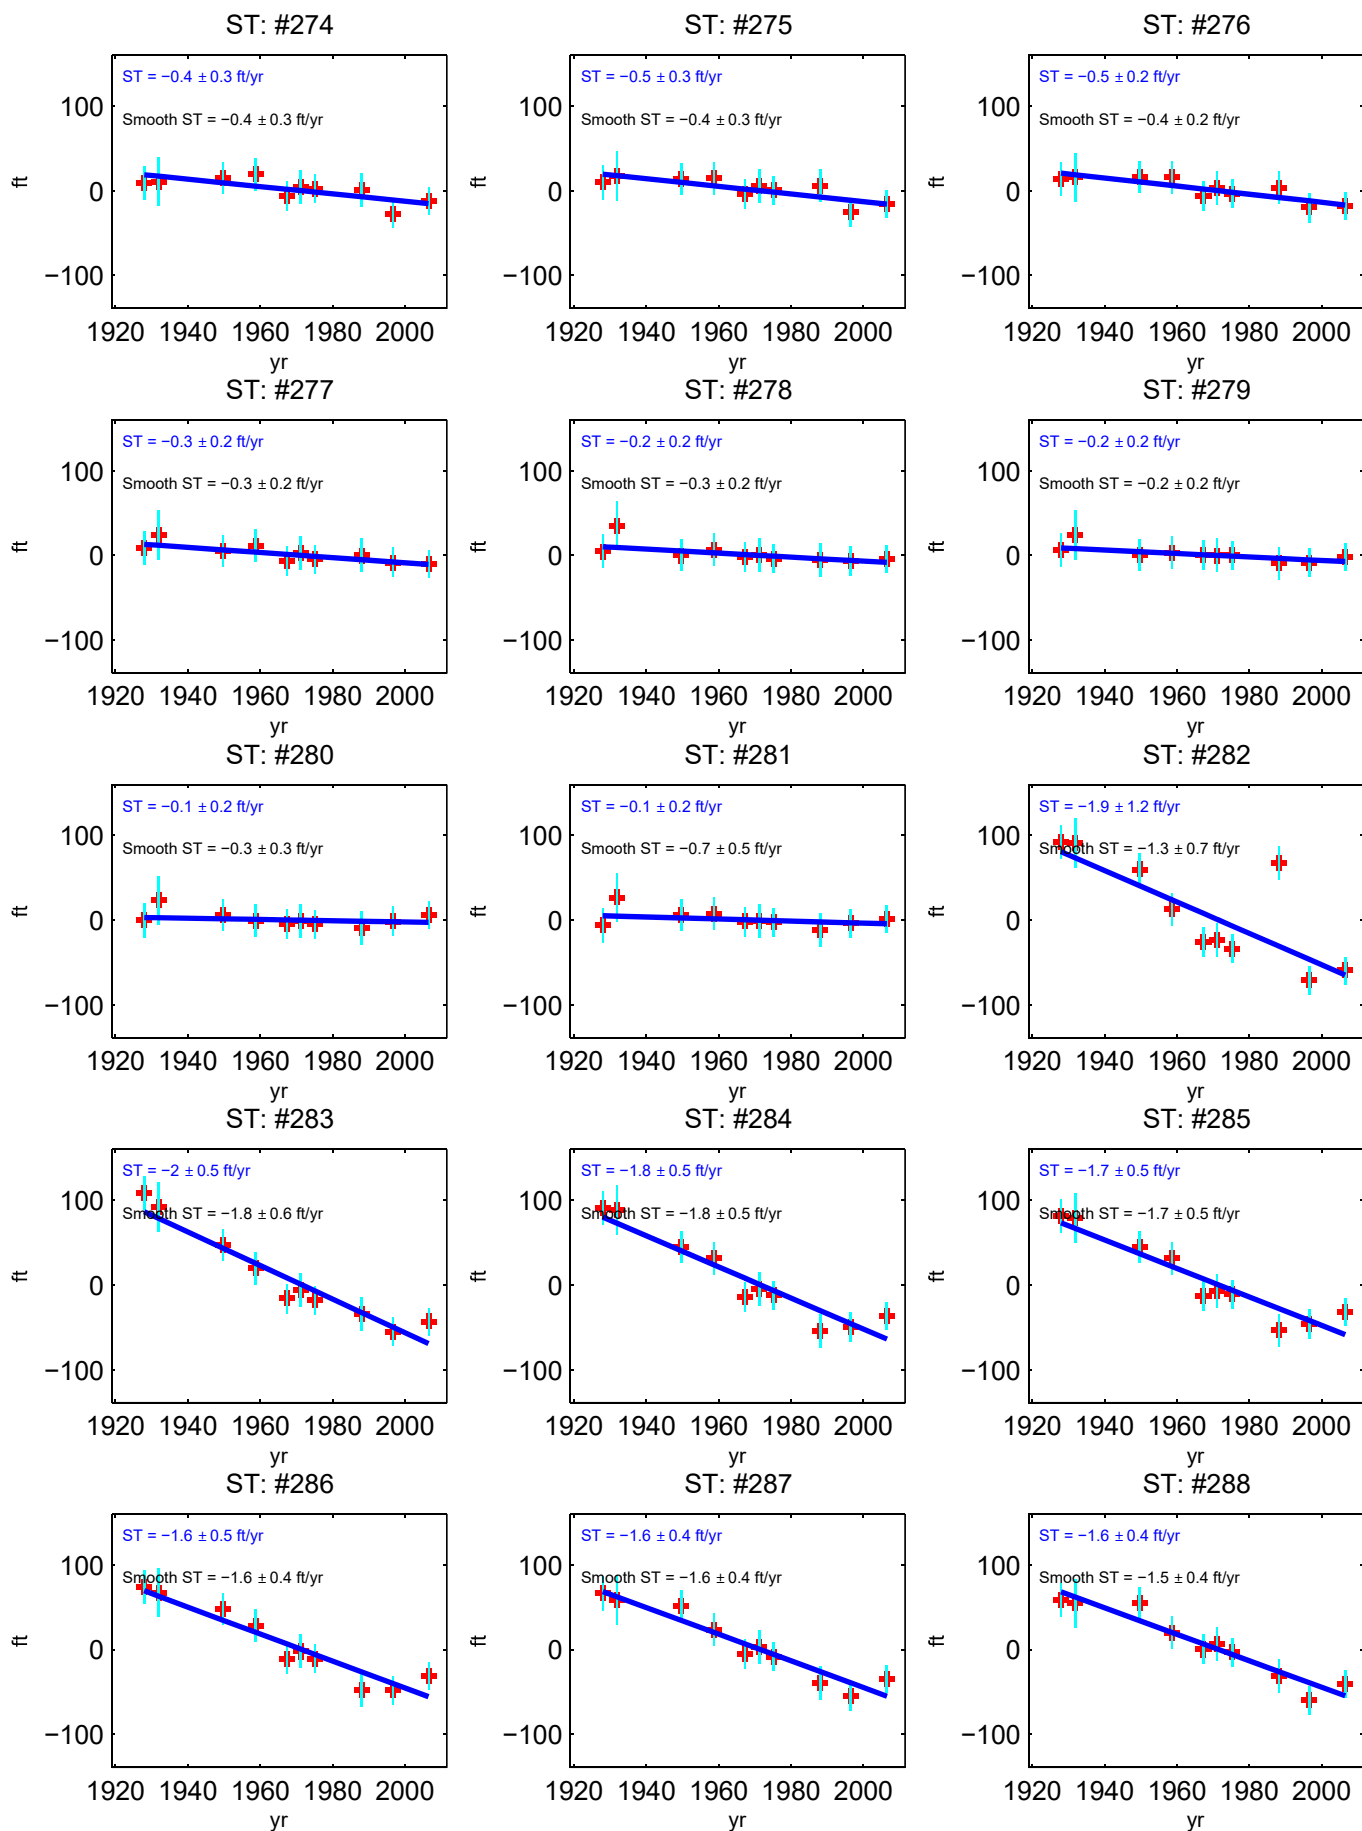 ST: #274
ST: #275
ST: #276
ST = −0.4 ± 0.3 ft/yr
ST = −0.5 ± 0.3 ft/yr
ST = −0.5 ± 0.2 ft/yr
Smooth ST = −0.4 ± 0.3 ft/yr
Smooth ST = −0.4 ± 0.3 ft/yr
Smooth ST = −0.4 ± 0.2 ft/yr
100 100 100
ft ft ft
0 0 0
−100 −100 −100
1920 1940 1960 1980 2000
1920 1940 1960 1980 2000
1920 1940 1960 1980 2000
yr yr yr
ST: #277
ST: #278
ST: #279
ST = −0.3 ± 0.2 ft/yr
ST = −0.2 ± 0.2 ft/yr
ST = −0.2 ± 0.2 ft/yr
Smooth ST = −0.3 ± 0.2 ft/yr
Smooth ST = −0.3 ± 0.2 ft/yr
Smooth ST = −0.2 ± 0.2 ft/yr
100 100 100
ft ft ft
0 0 0
−100 −100 −100
1920 1940 1960 1980 2000
1920 1940 1960 1980 2000
1920 1940 1960 1980 2000
yr yr yr
ST: #280
ST: #281
ST: #282
ST = −0.1 ± 0.2 ft/yr
ST = −0.1 ± 0.2 ft/yr
ST = −1.9 ± 1.2 ft/yr
Smooth ST = −0.3 ± 0.3 ft/yr
Smooth ST = −0.7 ± 0.5 ft/yr
Smooth ST = −1.3 ± 0.7 ft/yr
100 100 100
ft ft ft
0 0 0
−100 −100 −100
1920 1940 1960 1980 2000
1920 1940 1960 1980 2000
1920 1940 1960 1980 2000
yr yr yr
ST: #283
ST: #284
ST: #285
ST = −2 ± 0.5 ft/yr
ST = −1.8 ± 0.5 ft/yr
ST = −1.7 ± 0.5 ft/yr
Smooth ST = −1.8 ± 0.6 ft/yr
Smooth ST = −1.8 ± 0.5 ft/yr
Smooth ST = −1.7 ± 0.5 ft/yr
100 100 100
ft ft ft
0 0 0
−100 −100 −100
1920 1940 1960 1980 2000
1920 1940 1960 1980 2000
1920 1940 1960 1980 2000
yr yr yr
ST: #286
ST: #287
ST: #288
ST = −1.6 ± 0.5 ft/yr
ST = −1.6 ± 0.4 ft/yr
ST = −1.6 ± 0.4 ft/yr
Smooth ST = −1.6 ± 0.4 ft/yr
Smooth ST = −1.6 ± 0.4 ft/yr
Smooth ST = −1.5 ± 0.4 ft/yr
100 100 100
ft ft ft
0 0 0
−100 −100 −100
1920 1940 1960 1980 2000
1920 1940 1960 1980 2000
1920 1940 1960 1980 2000
yr yr yr